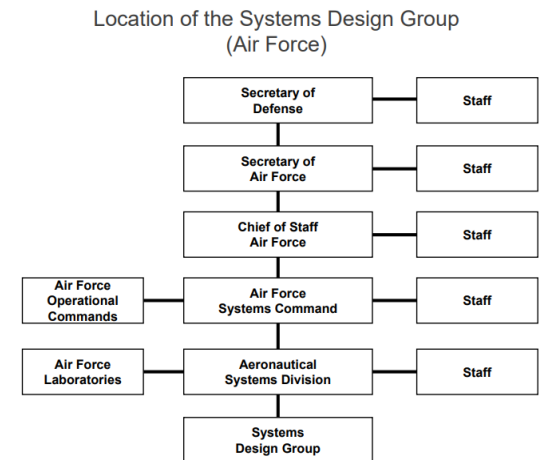 Location of the Systems Design Group
(Air Force)
Secretary of
Defense
Staff
Secretary of
Air Force
Staff
Chief of Staff
Air Force
Staff
Air Force
Operational
Commands
Air Force
Systems Command
Staff
Air Force
Laboratories
Aeronautical
Systems Division
Staff
Systems
Design Group